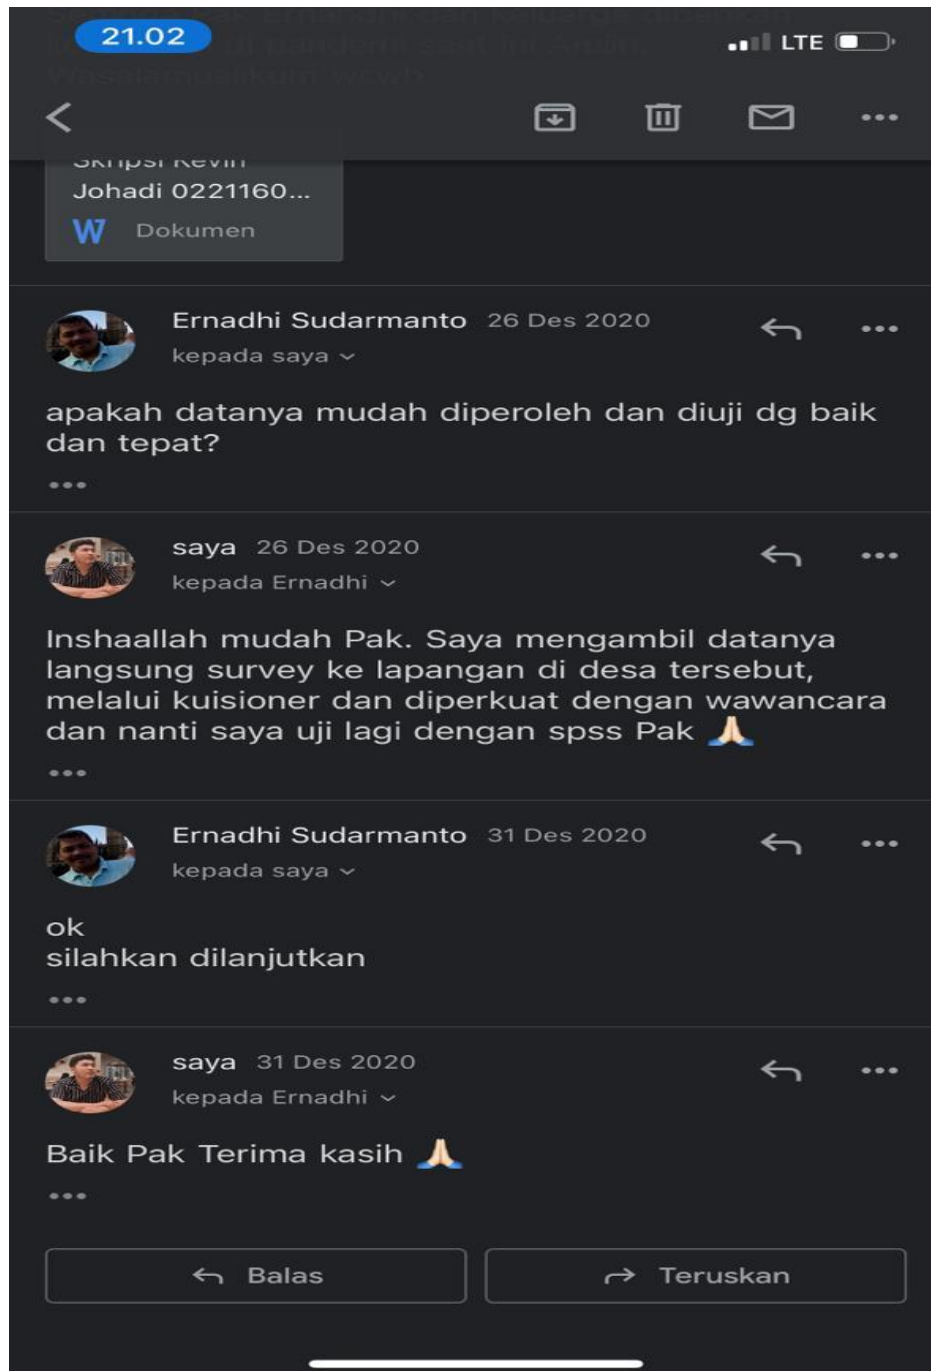 21.02
LTE
Skripsi Kevin
Johadi 0221160...
W Dokumen
Ernadhi Sudarmanto 26 Des 2020
kepada saya
apakah datanya mudah diperoleh dan diuji dg baik
dan tepat?
saya 26 Des 2020
kepada Ernadhi
Inshaallah mudah Pak. Saya mengambil datanya
langsung survey ke lapangan di desa tersebut,
melalui kuisioner dan diperkuat dengan wawancara
dan nanti saya uji lagi dengan spss Pak 🙏🏻
Ernadhi Sudarmanto 31 Des 2020
kepada saya
ok
silahkan dilanjutkan
saya 31 Des 2020
kepada Ernadhi
Baik Pak Terima kasih 🙏🏻
Balas
Teruskan